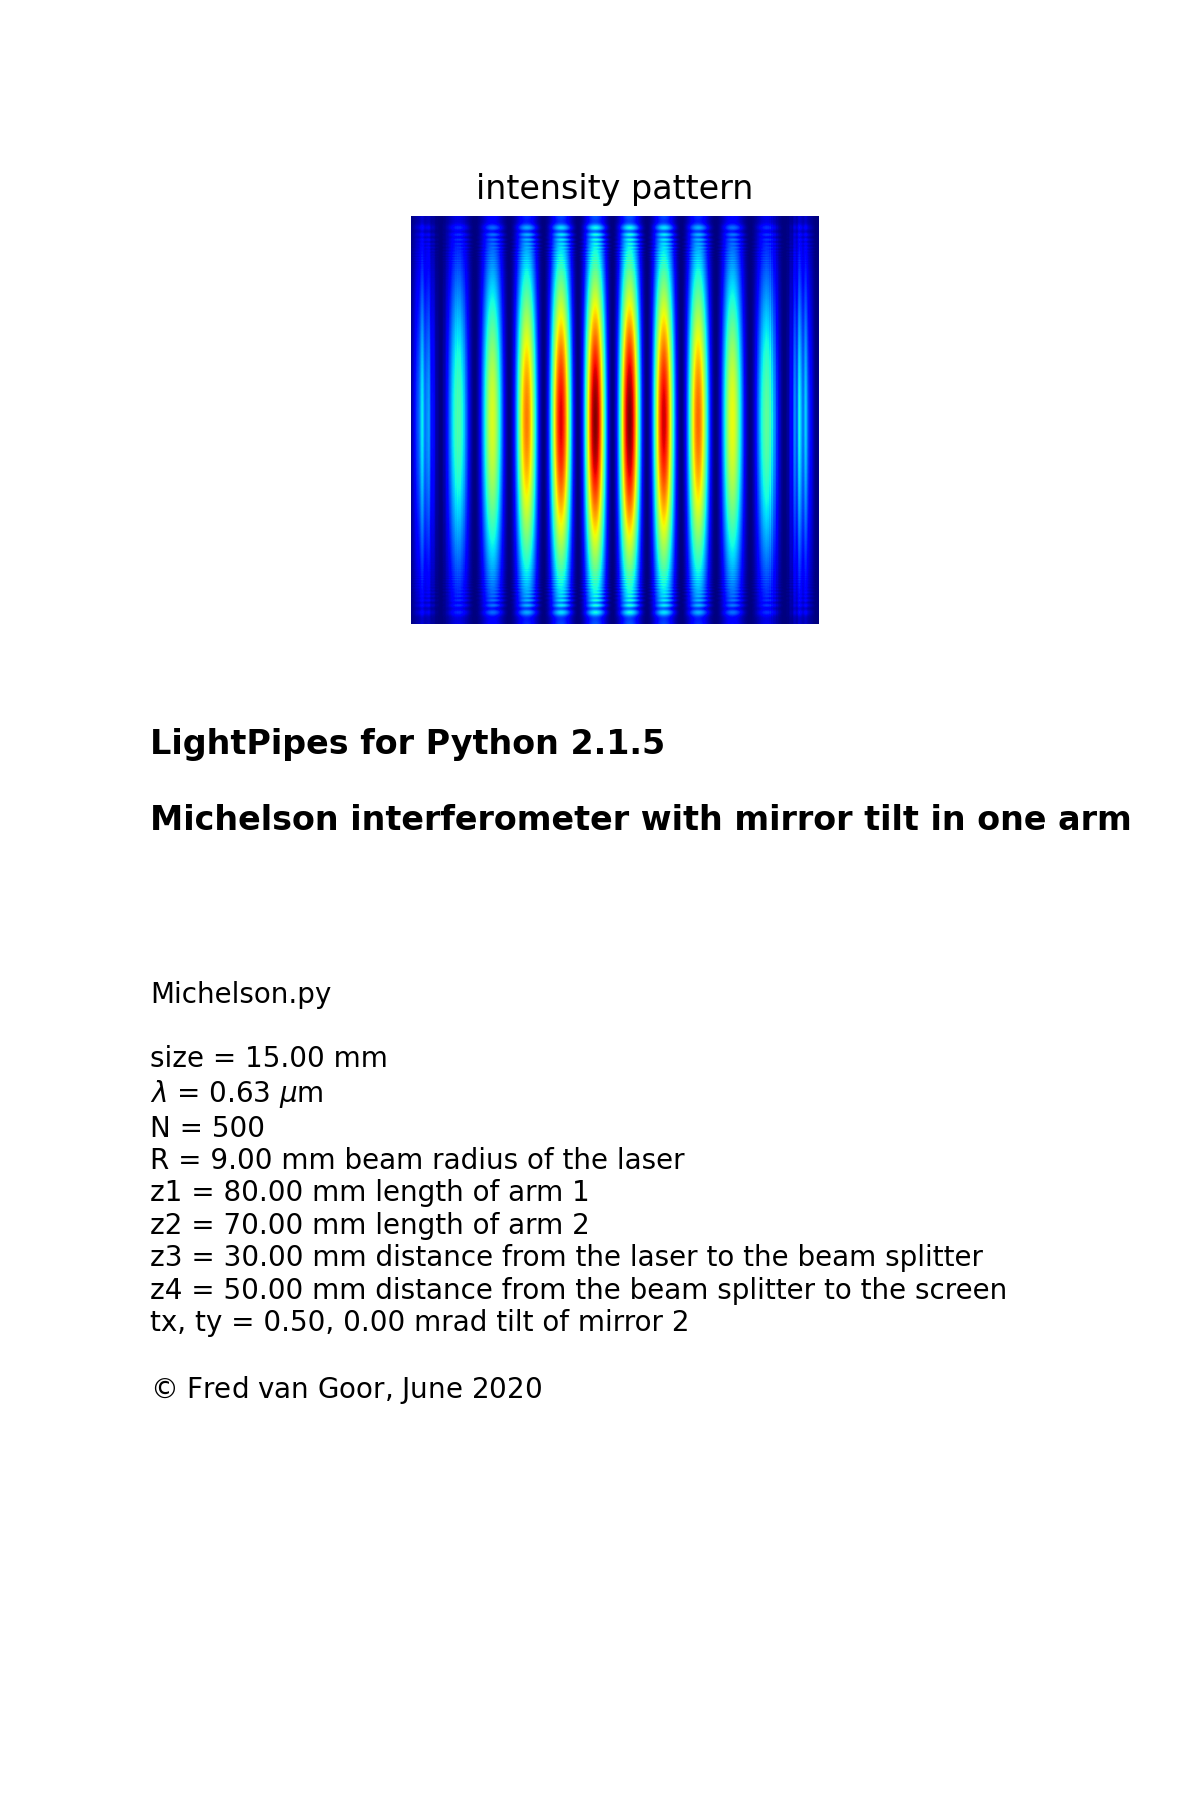 intensity pattern
LightPipes for Python 2.1.5
Michelson interferometer with mirror tilt in one arm
Michelson.py
size = 15.00 mm
λ = 0.63 μm
N = 500
R = 9.00 mm beam radius of the laser
z1 = 80.00 mm length of arm 1
z2 = 70.00 mm length of arm 2
z3 = 30.00 mm distance from the laser to the beam splitter
z4 = 50.00 mm distance from the beam splitter to the screen
tx, ty = 0.50, 0.00 mrad tilt of mirror 2
© Fred van Goor, June 2020